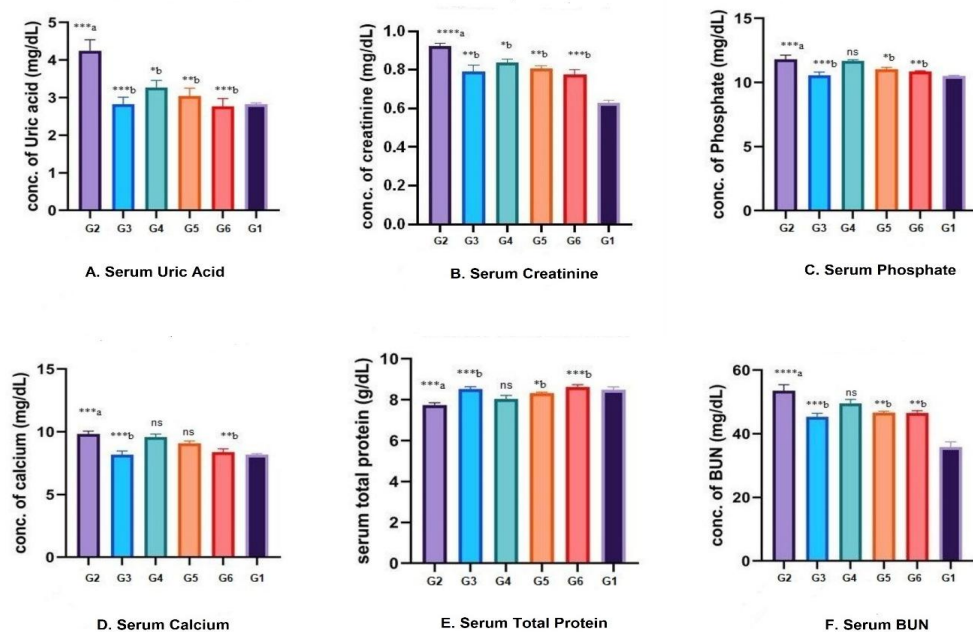 conc. of Uric acid (mg/dL)
5
4
3
2
1
0
***a
***b
*b
**b
***b
G2 G3 G4 G5 G6 G1
A. Serum Uric Acid
conc. of creatinine (mg/dL)
1.0
0.8
0.6
0.4
0.2
0.0
****a
**b
*b
**b
***b
G2 G3 G4 G5 G6 G1
B. Serum Creatinine
conc. of Phosphate (mg/dL)
15
10
5
0
***a
***b
ns
*b
**b
G2 G3 G4 G5 G6 G1
C. Serum Phosphate
conc. of calcium (mg/dL)
15
10
5
0
***a
***b
ns
ns
**b
G2 G3 G4 G5 G6 G1
D. Serum Calcium
serum total protein (g/dL)
10
8
6
4
2
0
***a
***b
ns
*b
***b
G2 G3 G4 G5 G6 G1
E. Serum Total Protein
conc. of BUN (mg/dL)
60
40
20
0
****a
***b
ns
**b
**b
G2 G3 G4 G5 G6 G1
F. Serum BUN